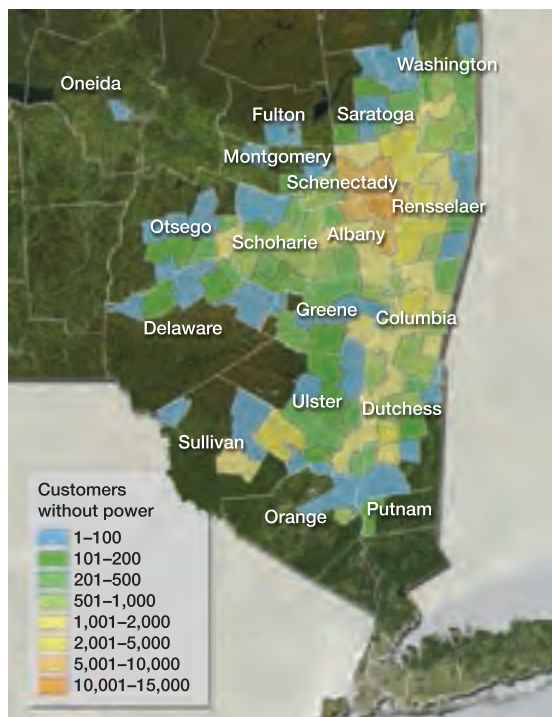 Washington
Oneida
Fulton
Saratoga
Montgomery
Schenectady
Rensselaer
Otsego
Schoharie
Albany
Greene
Columbia
Delaware
Ulster
Dutchess
Sullivan
Customers
without power
Orange
Putnam
1–100
101–200
201–500
501–1,000
1,001–2,000
2,001–5,000
5,001–10,000
10,001–15,000